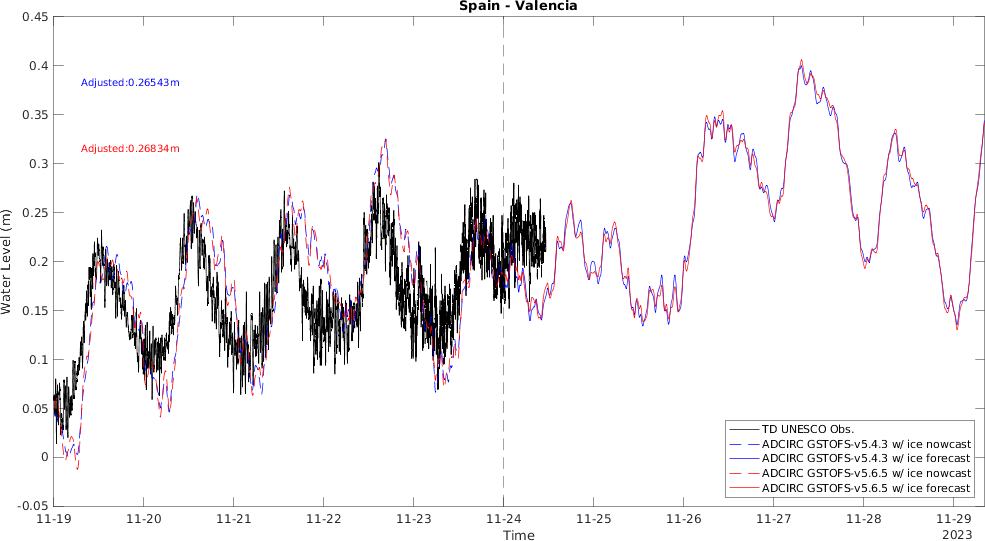 Spain - Valencia
0.45
0.4
0.35
0.3
0.25
0.2
0.15
0.1
0.05
0
-0.05
Water Level (m)
Adjusted:0.26543m
Adjusted:0.26834m
TD UNESCO Obs.
ADCIRC GSTOFS-v5.4.3 w/ ice nowcast
ADCIRC GSTOFS-v5.4.3 w/ ice forecast
ADCIRC GSTOFS-v5.6.5 w/ ice nowcast
ADCIRC GSTOFS-v5.6.5 w/ ice forecast
11-19 11-20 11-21 11-22 11-23 11-24 11-25 11-26 11-27 11-28 11-29
Time
2023